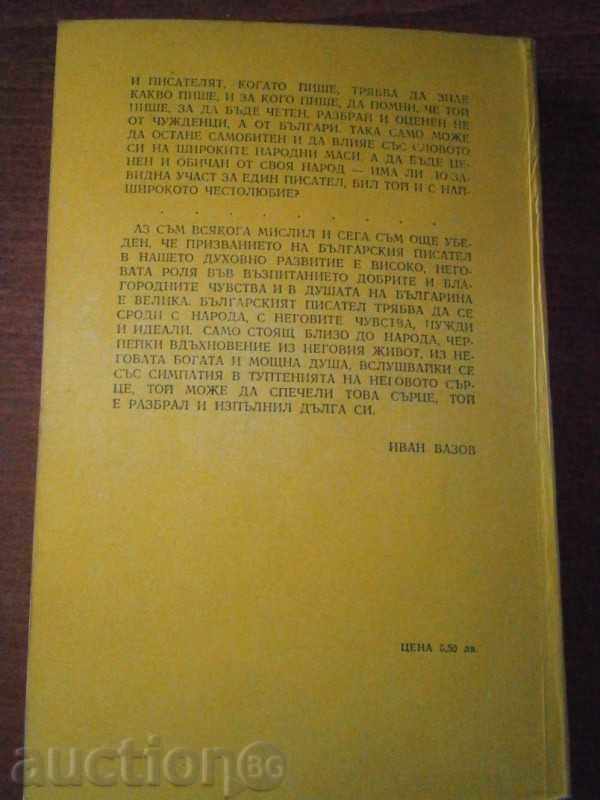 И ПИСАТЕЛЯТ, КОГАТО ПИШЕ, ТРЯБВА ДА ЗНАЕ
КАКВО ПИШЕ, И ЗА КОГО ПИШЕ, ДА ПОМНИ, ЧЕ ТОЙ
ПИШЕ, ЗА ДА БЪДЕ ЧЕТЕН, РАЗБРАН И ОЦЕНЕН НЕ
ОТ ЧУЖДЕНЦИ, А ОТ БЪЛГАРИ. ТАКА САМО МОЖЕ
ДА ОСТАНЕ САМОБИТЕН И ДА ВЛИЯЕ СЪС СЛОВОТО
СИ НА ШИРОКИТЕ НАРОДНИ МАСИ. А ДА БЪДЕ ЦЕ-
НЕН И ОБИЧАН ОТ СВОЯ НАРОД — ИМА ЛИ ПО ЗА-
ВИДНА УЧАСТ ЗА ЕДИН ПИСАТЕЛ, БИЛ ТОЙ И С НАЙ-
ШИРОКОТО ЧЕСТОЛЮБИЕ?
. . . . . . . . . .
АЗ СЪМ ВСЯКОГА МИСЛИЛ И СЕГА СЪМ ОЩЕ УБЕ-
ДЕН, ЧЕ ПРИЗВАНИЕТО НА БЪЛГАРСКИЯ ПИСАТЕЛ
В НАШЕТО ДУХОВНО РАЗВИТИЕ Е ВИСОКО, НЕГО-
ВАТА РОЛЯ ВЪВ ВЪЗПИТАНИЕТО ДОБРИТЕ И БЛА-
ГОРОДНИТЕ ЧУВСТВА И В ДУШАТА НА БЪЛГАРИНА
Е ВЕЛИКА. БЪЛГАРСКИЯТ ПИСАТЕЛ ТРЯБВА ДА СЕ
СРОДИ С НАРОДА, С НЕГОВИТЕ ЧУВСТВА, НУЖДИ
И ИДЕАЛИ. САМО СТОЯЩ БЛИЗО ДО НАРОДА, ЧЕР-
ПЕЙКИ ВДЪХНОВЕНИЕ ИЗ НЕГОВИЯ ЖИВОТ, ИЗ НЕ-
ГОВАТА БОГАТА И МОЩНА ДУША, ВСЛУШВАЙКИ СЕ
СЪС СИМПАТИЯ В ТУПТЕНИЯТА НА НЕГОВОТО СЪР-
ЦЕ, ТОЙ МОЖЕ ДА СПЕЧЕЛИ ТОВА СЪРЦЕ, ТОЙ
Е РАЗБРАЛ И ИЗПЪЛНИЛ ДЪЛГА СИ.
ИВАН ВАЗОВ
ЦЕНА 5,50 лв.
auctionBG